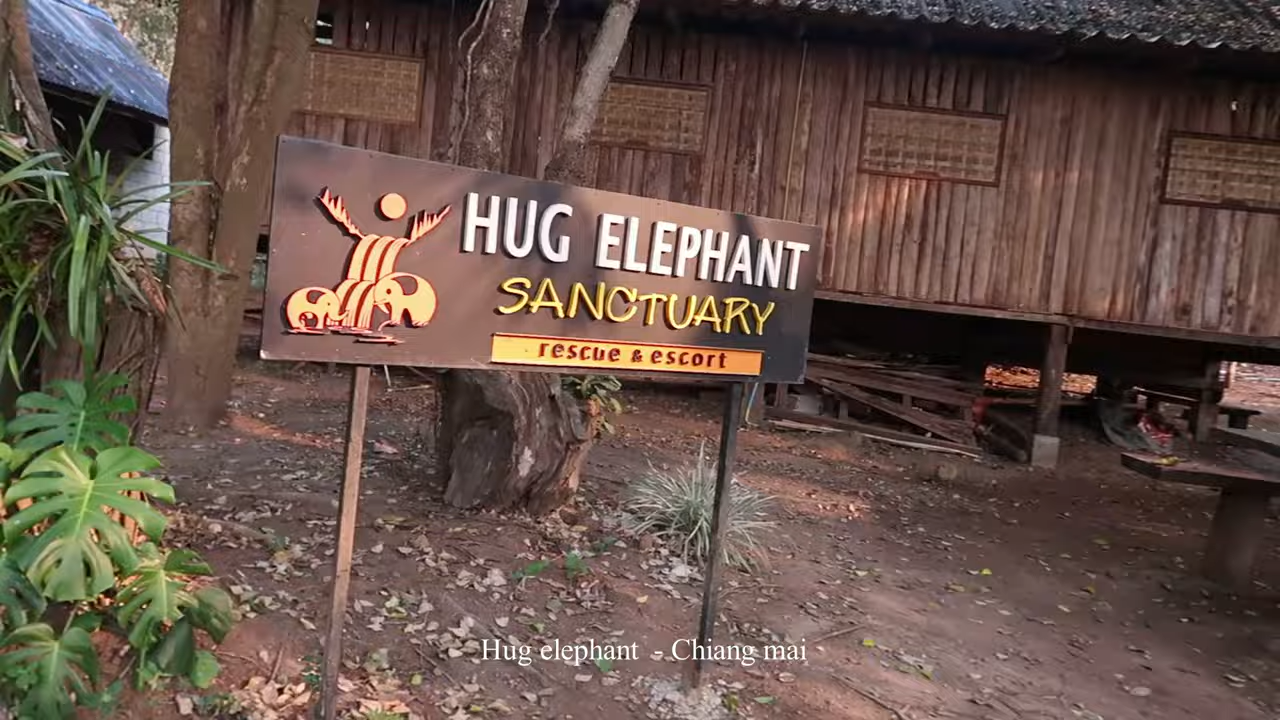 HUG ELEPHANT
SANCTUARY
rescue & escort
Hug elephant - Chiang mai